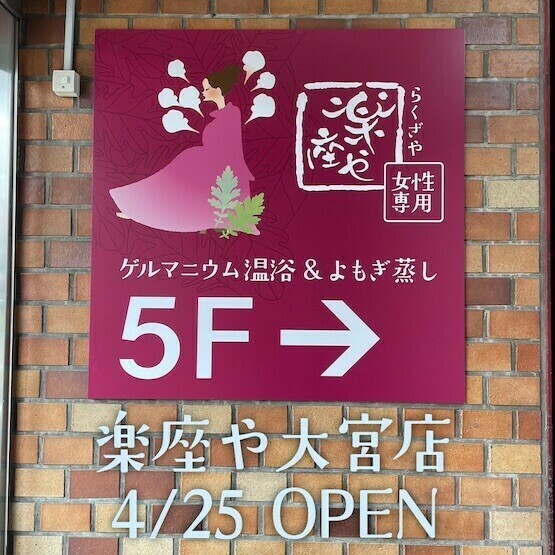 らくざや
楽座や
女性
専用
ゲルマニウム温浴&よもぎ蒸し
5F→
楽座や大宮店
4/25 OPEN